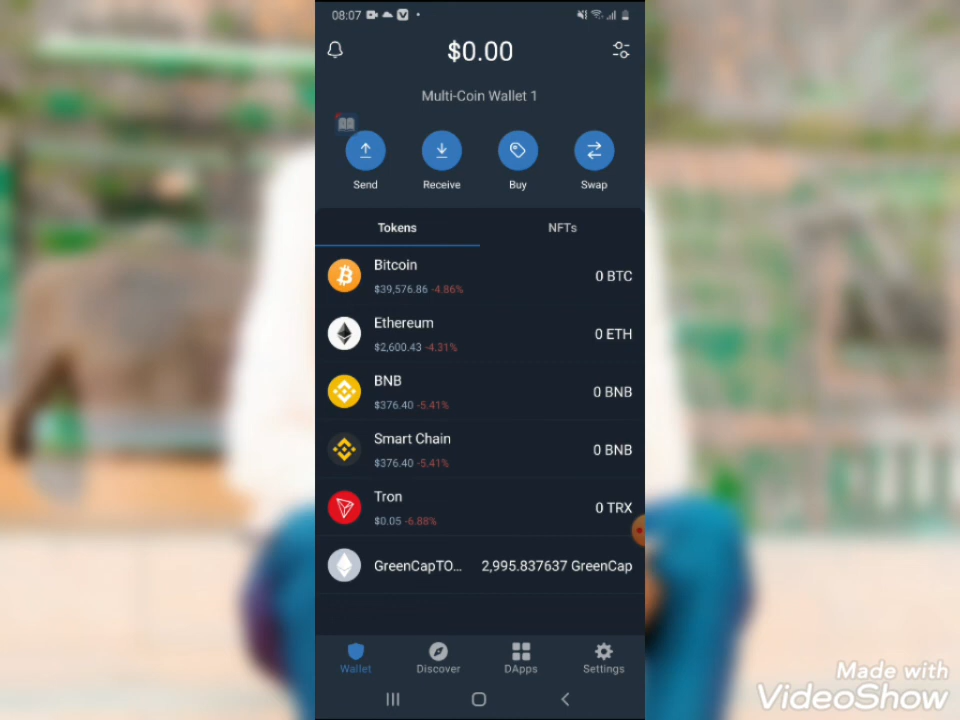 08:07
$0.00
Multi-Coin Wallet 1
Send Receive Buy Swap
Tokens NFTs
Bitcoin
$39,576.86 -4.86%
0 BTC
Ethereum
$2,600.43 -4.31%
0 ETH
BNB
$376.40 -5.41%
0 BNB
Smart Chain
$376.40 -5.41%
0 BNB
Tron
$0.05 -6.88%
0 TRX
GreenCapTO... 2,995.837637 GreenCap
Wallet Discover DApps Settings
Made with
VideoShow